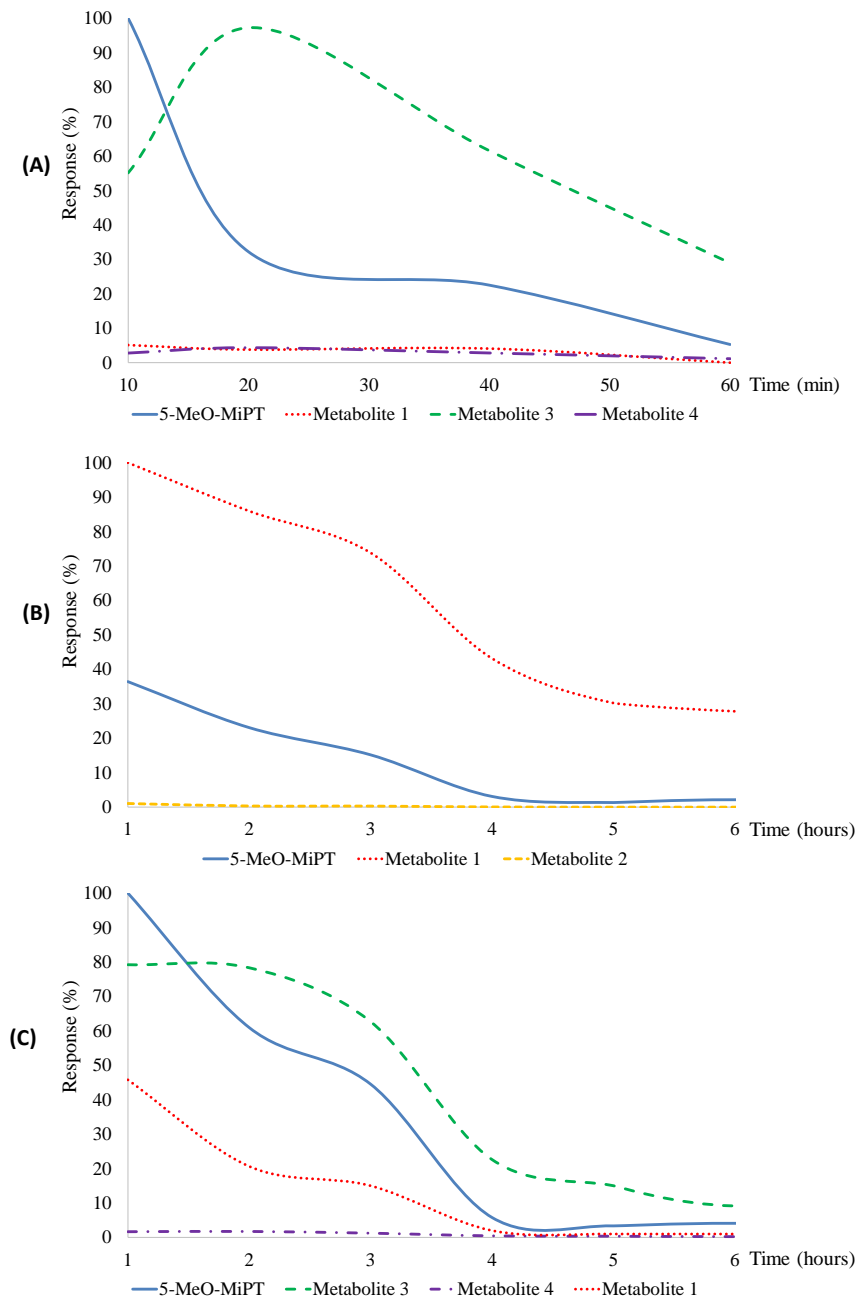 100
90
80
70
60
50
40
30
20
10
0
Response (%)
(A)
10 20 30 40 50 60 Time (min)
5-MeO-MiPT Metabolite 1 Metabolite 3 Metabolite 4
100
90
80
70
60
50
40
30
20
10
0
Response (%)
(B)
1 2 3 4 5 6 Time (hours)
5-MeO-MiPT Metabolite 1 Metabolite 2
100
90
80
70
60
50
40
30
20
10
0
Response (%)
(C)
1 2 3 4 5 6 Time (hours)
5-MeO-MiPT Metabolite 3 Metabolite 4 Metabolite 1